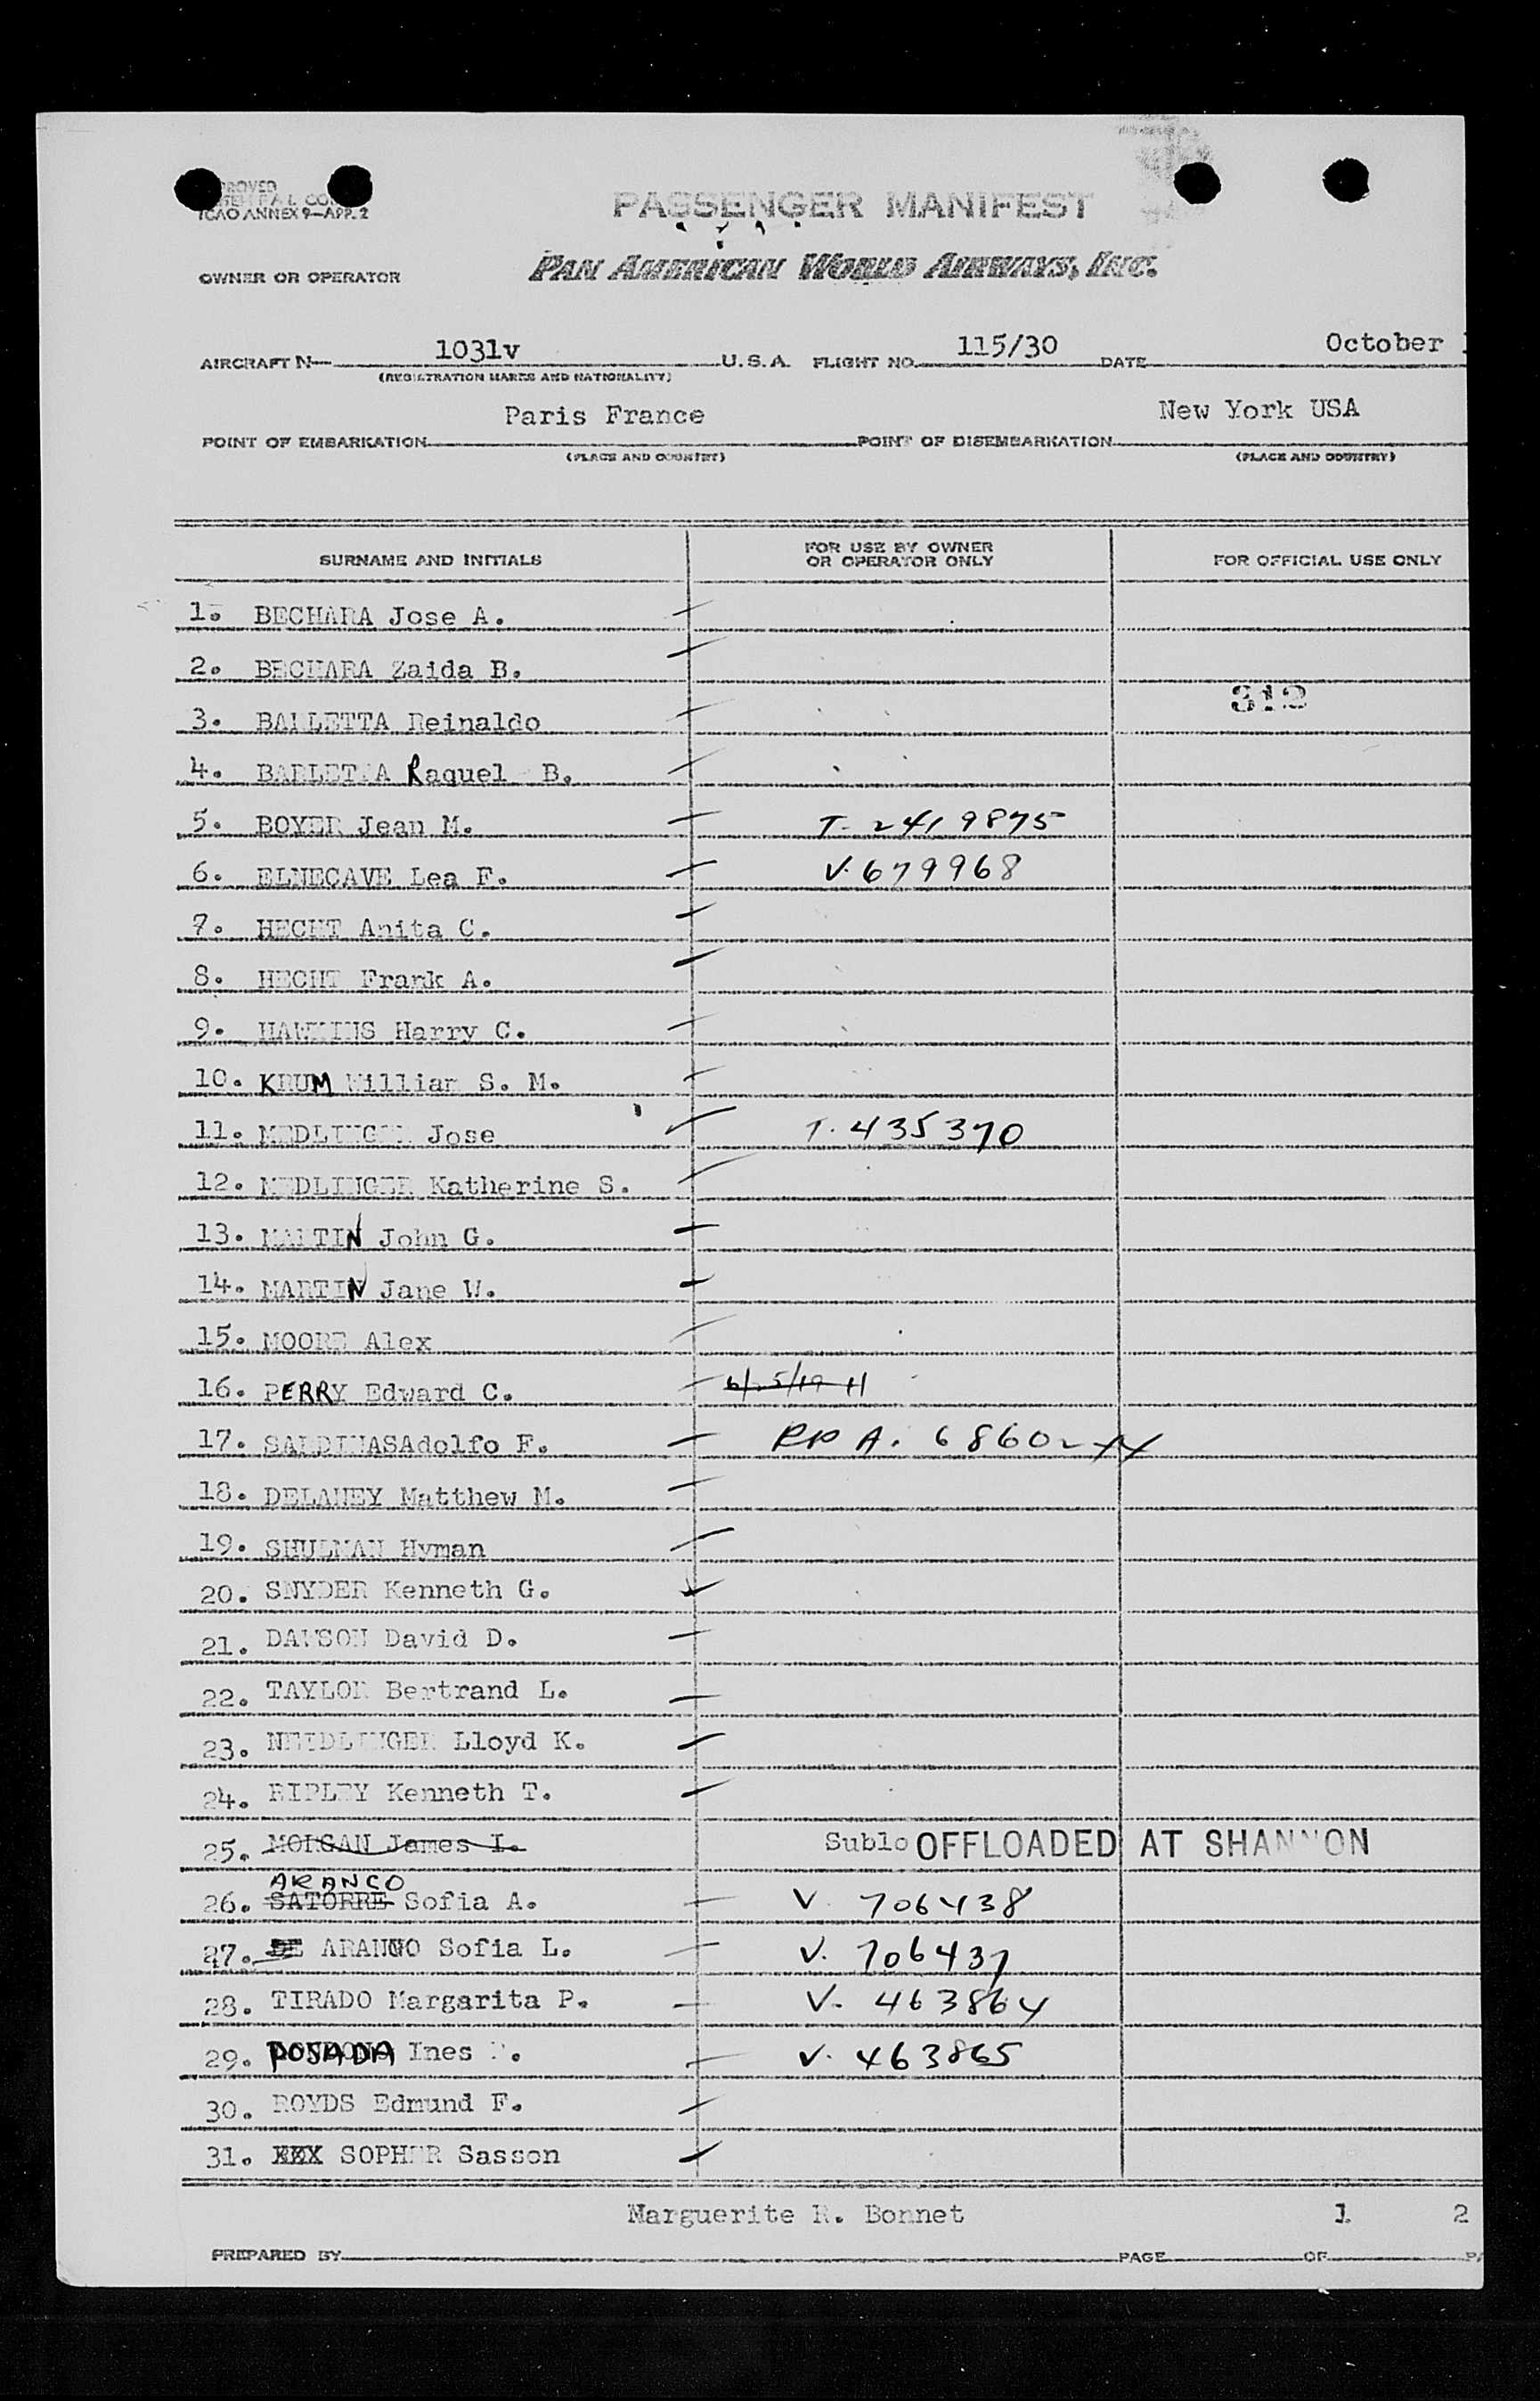 ICAO ANNEX 9—APP. 2
PASSENGER MANIFEST
OWNER OR OPERATOR PAN AMERICAN WORLD AIRWAYS, INC.
AIRCRAFT N— 1031v U.S.A. FLIGHT NO. 115/30 DATE October
(REGISTRATION MARKS AND NATIONALITY)
POINT OF EMBARKATION Paris France POINT OF DISEMBARKATION New York USA
(PLACE AND COUNTRY) (PLACE AND COUNTRY)
SURNAME AND INITIALS FOR USE BY OWNER OR OPERATOR ONLY FOR OFFICIAL USE ONLY
1. BECHARA Jose A.
2. BECHARA Zaida B.
312
3. BARLETTA Reinaldo
4. BARLETTA Raquel B.
5. BOYER Jean M. T- 2419875
6. ELNECAVE Lea F. V. 679968
7. HECHT Anita C.
8. HECHT Frank A.
9. HAWKINS Harry C.
10. KRUM William S. M.
11. MEDLINGER Jose T. 435370
12. MEDLINGER Katherine S.
13. MARTIN John G.
14. MARTIN Jane W.
15. MOORE Alex
16. PERRY Edward C.
17. SARDINASAdolfo F. PP A. 68602
18. DELANEY Matthew M.
19. SHULMAN Hyman
20. SNYDER Kenneth G.
21. DAWSON David D.
22. TAYLOR Bertrand L.
23. NEIDLINGER Lloyd K.
24. RIPLEY Kenneth T.
25. MORGAN James I. Sublo OFFLOADED AT SHANNON
ARANGO
26. SATORRE Sofia A. V. 706438
27. DE ARANGO Sofia L. V. 706437
28. TIRADO Margarita P. V- 463864
29. POSADA Ines V. 463865
30. ROYDS Edmund F.
31. XXX SOPHER Sasson
PREPARED BY Marguerite R. Bonnet PAGE 1 OF 2